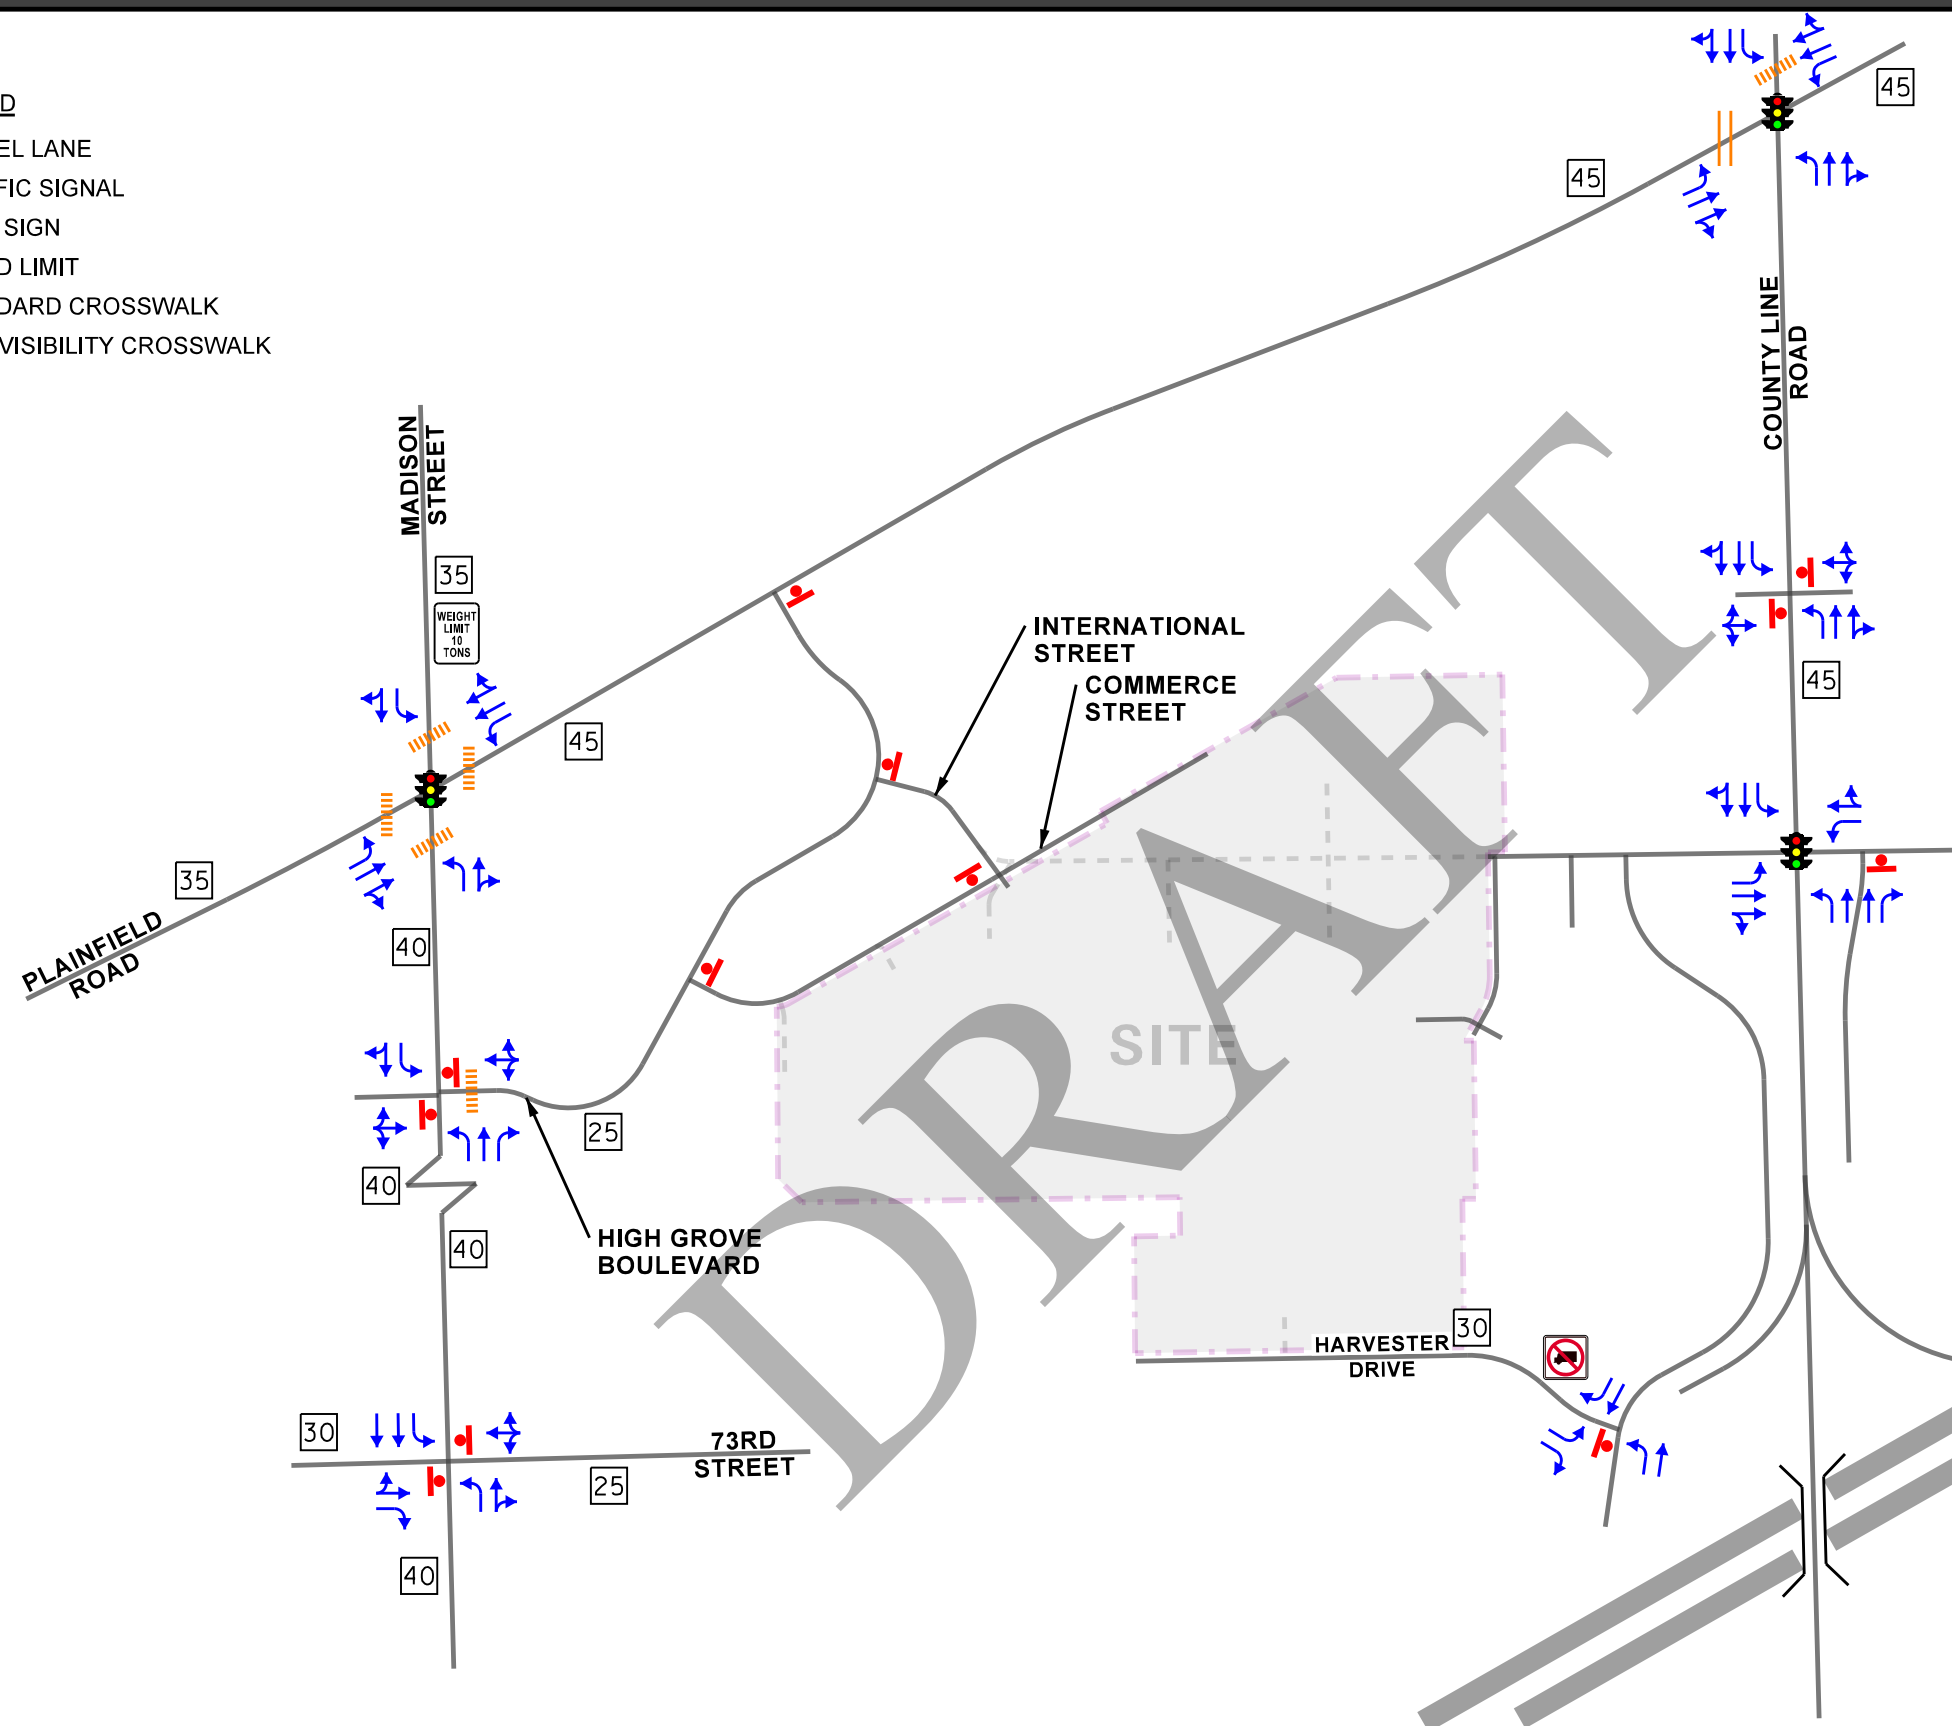 D
EL LANE
FIC SIGNAL
SIGN
D LIMIT
DARD CROSSWALK
VISIBILITY CROSSWALK
45
45
COUNTY LINE
ROAD
MADISON
STREET
35
WEIGHT
LIMIT
10
TONS
INTERNATIONAL
STREET
COMMERCE
STREET
45
45
35
PLAINFIELD
ROAD
40
SITE
25
40
40
HIGH GROVE
BOULEVARD
30
HARVESTER
DRIVE
30
73RD
STREET
25
40
DRAFT